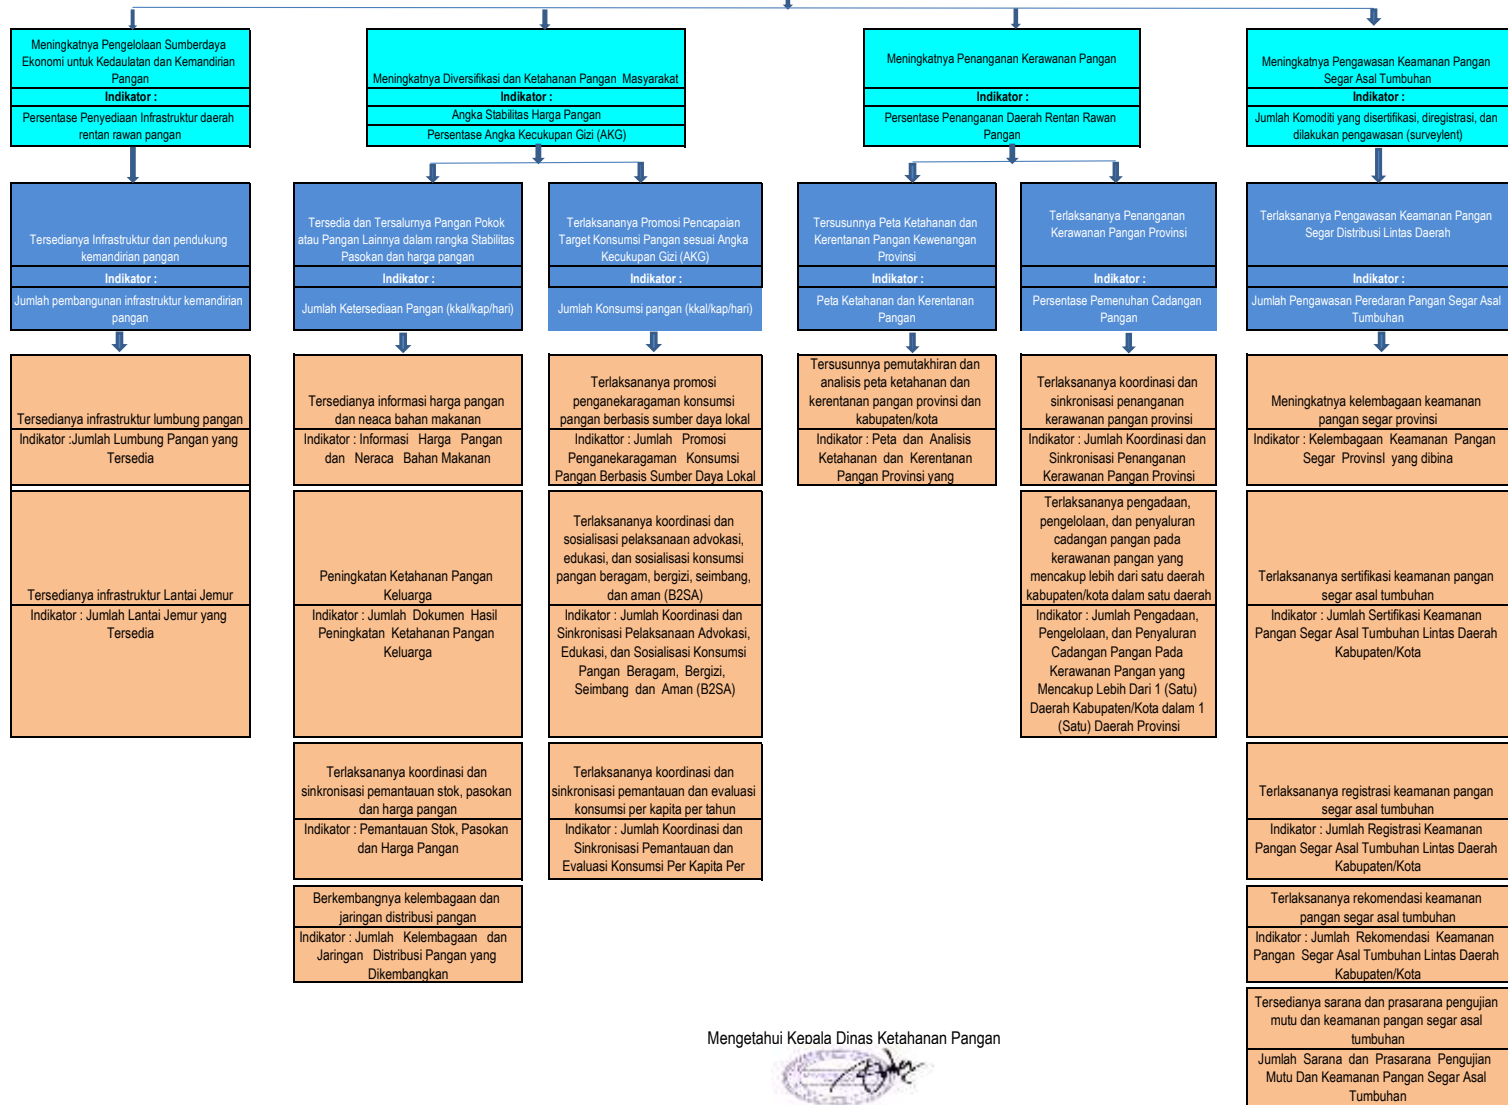 Meningkatnya Pengelolaan Sumberdaya
Ekonomi untuk Kedaulatan dan Kemandirian
Pangan
Indikator :
Persentase Penyediaan Infrastruktur daerah
rentan rawan pangan
Meningkatnya Diversifikasi dan Ketahanan Pangan Masyarakat
Indikator :
Angka Stabilitas Harga Pangan
Persentase Angka Kecukupan Gizi (AKG)
Meningkatnya Penanganan Kerawanan Pangan
Indikator :
Persentase Penanganan Daerah Rentan Rawan
Pangan
Meningkatnya Pengawasan Keamanan Pangan
Segar Asal Tumbuhan
Indikator :
Jumlah Komoditi yang disertifikasi, diregistrasi, dan
dilakukan pengawasan (surveylent)
Tersedianya Infrastruktur dan pendukung
kemandirian pangan
Indikator :
Jumlah pembangunan infrastruktur kemandirian
pangan
Tersedia dan Tersalurnya Pangan Pokok
atau Pangan Lainnya dalam rangka Stabilitas
Pasokan dan harga pangan
Indikator :
Jumlah Ketersediaan Pangan (kkal/kap/hari)
Terlaksananya Promosi Pencapaian
Target Konsumsi Pangan sesuai Angka
Kecukupan Gizi (AKG)
Indikator :
Jumlah Konsumsi pangan (kkal/kap/hari)
Tersusunnya Peta Ketahanan dan
Kerentanan Pangan Kewenangan
Provinsi
Indikator :
Peta Ketahanan dan Kerentanan
Pangan
Terlaksananya Penanganan
Kerawanan Pangan Provinsi
Indikator :
Persentase Pemenuhan Cadangan
Pangan
Terlaksananya Pengawasan Keamanan Pangan
Segar Distribusi Lintas Daerah
Indikator :
Jumlah Pengawasan Peredaran Pangan Segar Asal
Tumbuhan
Tersedianya infrastruktur lumbung pangan
Indikator :Jumlah Lumbung Pangan yang
Tersedia
Tersedianya infrastruktur Lantai Jemur
Indikator : Jumlah Lantai Jemur yang
Tersedia
Tersedianya informasi harga pangan
dan neaca bahan makanan
Indikator : Informasi Harga Pangan
dan Neraca Bahan Makanan
Peningkatan Ketahanan Pangan
Keluarga
Indikator : Jumlah Dokumen Hasil
Peningkatan Ketahanan Pangan
Keluarga
Terlaksananya koordinasi dan
sinkronisasi pemantauan stok, pasokan
dan harga pangan
Indikator : Pemantauan Stok, Pasokan
dan Harga Pangan
Berkembangnya kelembagaan dan
jaringan distribusi pangan
Indikator : Jumlah Kelembagaan dan
Jaringan Distribusi Pangan yang
Dikembangkan
Terlaksananya promosi
penganekaragaman konsumsi
pangan berbasis sumber daya lokal
Indikattor : Jumlah Promosi
Penganekaragaman Konsumsi
Pangan Berbasis Sumber Daya Lokal
Terlaksananya koordinasi dan
sosialisasi pelaksanaan advokasi,
edukasi, dan sosialisasi konsumsi
pangan beragam, bergizi, seimbang,
dan aman (B2SA)
Indikator : Jumlah Koordinasi dan
Sinkronisasi Pelaksanaan Advokasi,
Edukasi, dan Sosialisasi Konsumsi
Pangan Beragam, Bergizi,
Seimbang dan Aman (B2SA)
Terlaksananya koordinasi dan
sinkronisasi pemantauan dan evaluasi
konsumsi per kapita per tahun
Indikator : Jumlah Koordinasi dan
Sinkronisasi Pemantauan dan
Evaluasi Konsumsi Per Kapita Per
Tersusunnya pemutakhiran dan
analisis peta ketahanan dan
kerentanan pangan provinsi dan
kabupaten/kota
Indikator : Peta dan Analisis
Ketahanan dan Kerentanan
Pangan Provinsi yang
Terlaksananya koordinasi dan
sinkronisasi penanganan
kerawanan pangan provinsi
Indikator : Jumlah Koordinasi dan
Sinkronisasi Penanganan
Kerawanan Pangan Provinsi
Terlaksananya pengadaan,
pengelolaan, dan penyaluran
cadangan pangan pada
kerawanan pangan yang
mencakup lebih dari satu daerah
kabupaten/kota dalam satu daerah
Indikator : Jumlah Pengadaan,
Pengelolaan, dan Penyaluran
Cadangan Pangan Pada
Kerawanan Pangan yang
Mencakup Lebih Dari 1 (Satu)
Daerah Kabupaten/Kota dalam 1
(Satu) Daerah Provinsi
Meningkatnya kelembagaan keamanan
pangan segar provinsi
Indikator : Kelembagaan Keamanan Pangan
Segar ProvinsI yang dibina
Terlaksananya sertifikasi keamanan pangan
segar asal tumbuhan
Indikator : Jumlah Sertifikasi Keamanan
Pangan Segar Asal Tumbuhan Lintas Daerah
Kabupaten/Kota
Terlaksananya registrasi keamanan pangan
segar asal tumbuhan
Indikator : Jumlah Registrasi Keamanan
Pangan Segar Asal Tumbuhan Lintas Daerah
Kabupaten/Kota
Terlaksananya rekomendasi keamanan
pangan segar asal tumbuhan
Indikator : Jumlah Rekomendasi Keamanan
Pangan Segar Asal Tumbuhan Lintas Daerah
Kabupaten/Kota
Tersedianya sarana dan prasarana pengujian
mutu dan keamanan pangan segar asal
tumbuhan
Jumlah Sarana dan Prasarana Pengujian
Mutu Dan Keamanan Pangan Segar Asal
Tumbuhan
Mengetahui Kepala Dinas Ketahanan Pangan